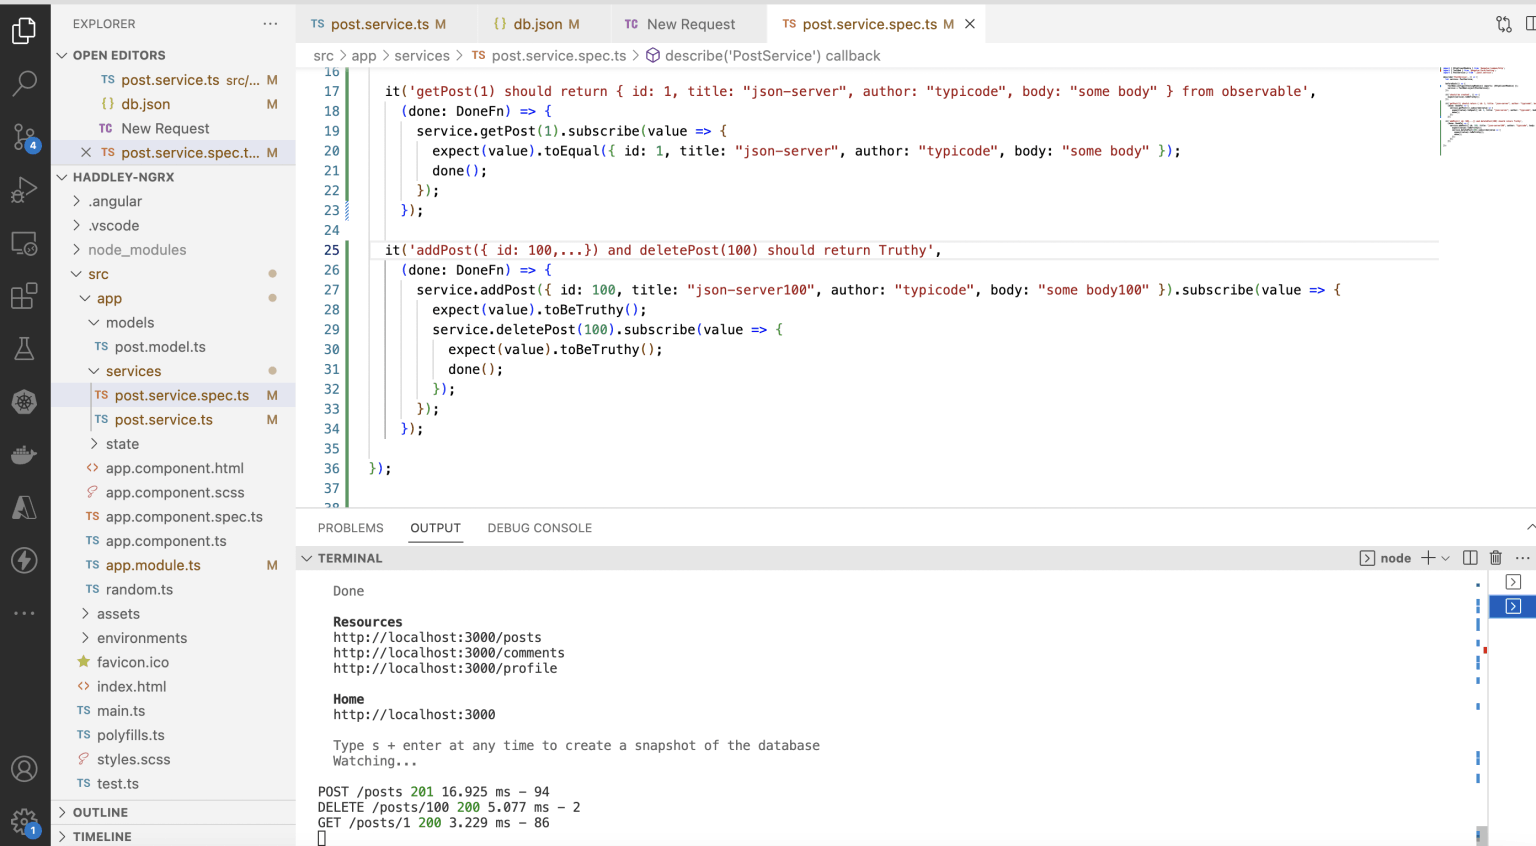 EXPLORER
OPEN EDITORS
TS post.service.ts src/... M
{} db.json M
TC New Request
TS post.service.spec.t... M
HADDLEY-NGRX
.angular
.vscode
node_modules
src
app
models
TS post.model.ts
services
TS post.service.spec.ts M
TS post.service.ts M
state
<> app.component.html
app.component.scss
TS app.component.spec.ts
TS app.component.ts
TS app.module.ts M
TS random.ts
assets
environments
favicon.ico
<> index.html
TS main.ts
TS polyfills.ts
styles.scss
TS test.ts
OUTLINE
TIMELINE
4
1
TS post.service.ts M {} db.json M TC New Request TS post.service.spec.ts M
src > app > services > TS post.service.spec.ts > describe('PostService') callback
16
17 it('getPost(1) should return { id: 1, title: "json-server", author: "typicode", body: "some body" } from observable',
18 (done: DoneFn) => {
19 service.getPost(1).subscribe(value => {
20 expect(value).toEqual({ id: 1, title: "json-server", author: "typicode", body: "some body" });
21 done();
22 });
23 });
24
25 it('addPost({ id: 100,...}) and deletePost(100) should return Truthy',
26 (done: DoneFn) => {
27 service.addPost({ id: 100, title: "json-server100", author: "typicode", body: "some body100" }).subscribe(value => {
28 expect(value).toBeTruthy();
29 service.deletePost(100).subscribe(value => {
30 expect(value).toBeTruthy();
31 done();
32 });
33 });
34 });
35
36 });
37
38
PROBLEMS OUTPUT DEBUG CONSOLE
TERMINAL node
Done
Resources
http://localhost:3000/posts
http://localhost:3000/comments
http://localhost:3000/profile
Home
http://localhost:3000
Type s + enter at any time to create a snapshot of the database
Watching...
POST /posts 201 16.925 ms - 94
DELETE /posts/100 200 5.077 ms - 2
GET /posts/1 200 3.229 ms - 86